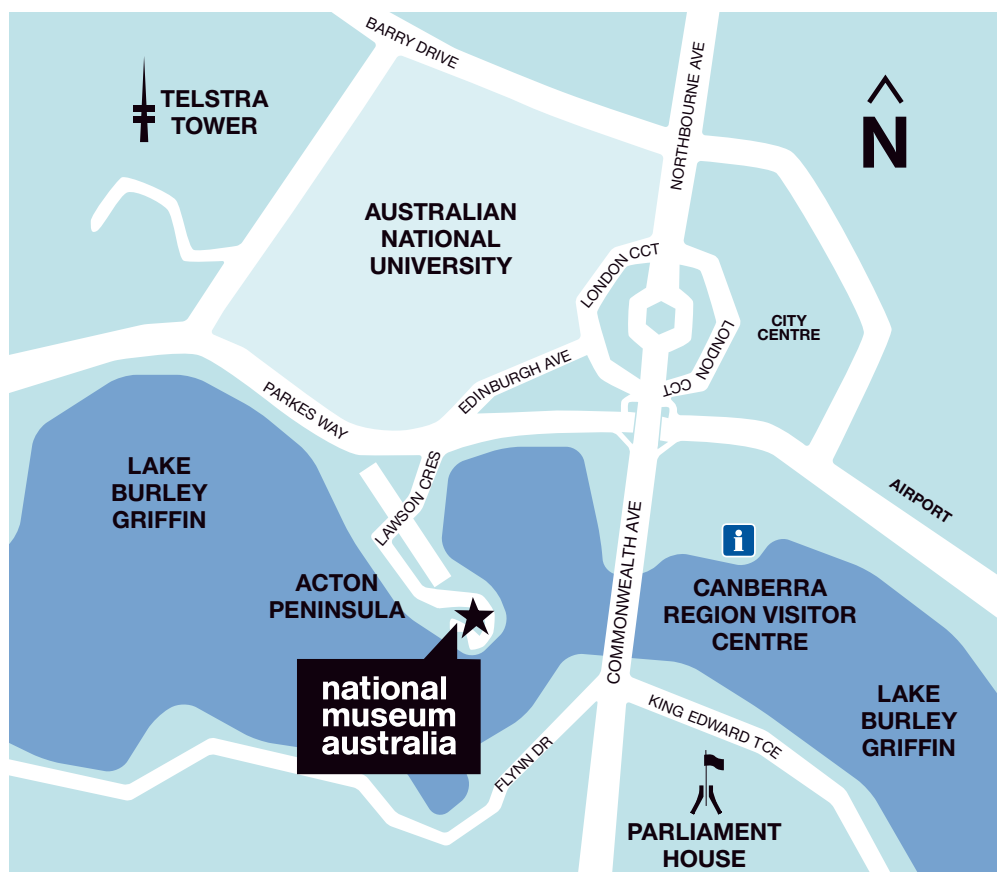 BARRY DRIVE
NORTHBOURNE AVE
TELSTRA
TOWER
N
AUSTRALIAN
NATIONAL
UNIVERSITY
LONDON CCT
CITY
CENTRE
LONDON
CCT
EDINBURGH AVE
PARKES WAY
LAKE
BURLEY
GRIFFIN
LAWSON CRES
AIRPORT
COMMONWEALTH AVE
i
ACTON
PENINSULA
CANBERRA
REGION VISITOR
CENTRE
national
museum
australia
KING EDWARD TCE
LAKE
BURLEY
GRIFFIN
FLYNN DR
PARLIAMENT
HOUSE